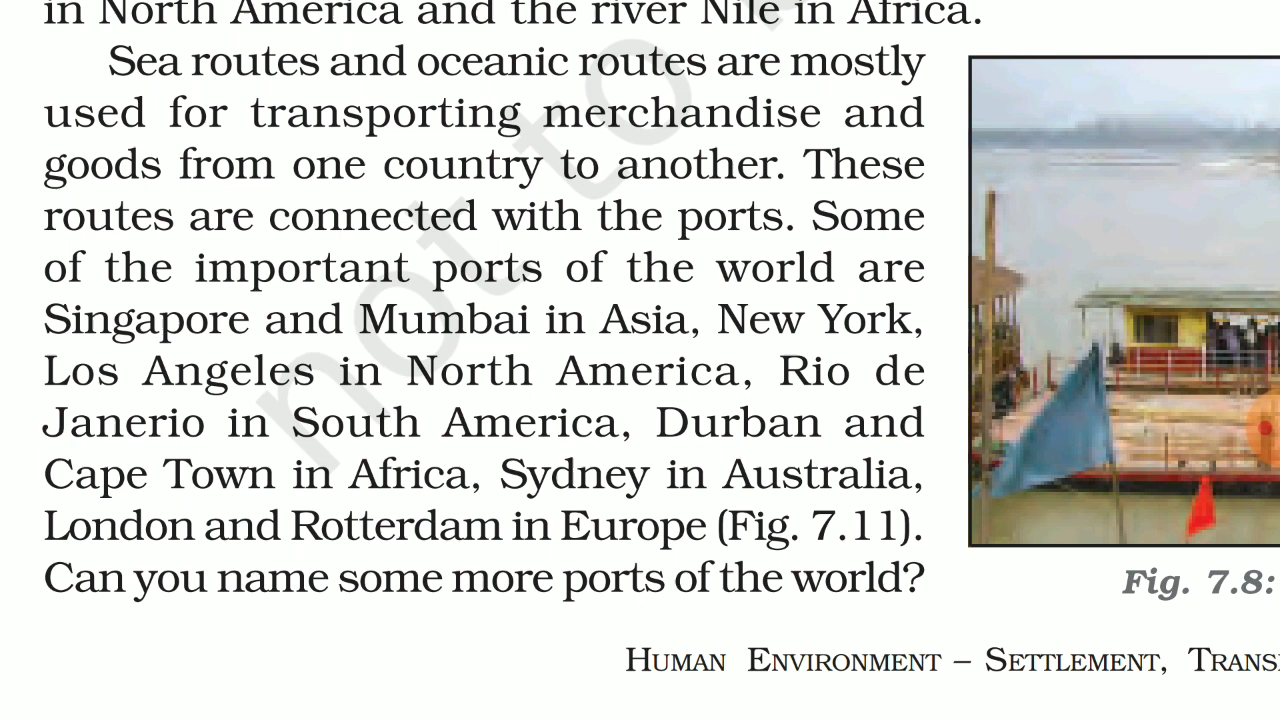 in North America and the river Nile in Africa.
Sea routes and oceanic routes are mostly
used for transporting merchandise and
goods from one country to another. These
routes are connected with the ports. Some
of the important ports of the world are
Singapore and Mumbai in Asia, New York,
Los Angeles in North America, Rio de
Janerio in South America, Durban and
Cape Town in Africa, Sydney in Australia,
London and Rotterdam in Europe (Fig. 7.11).
Can you name some more ports of the world?
Fig. 7.8:
HUMAN ENVIRONMENT – SETTLEMENT,
not to